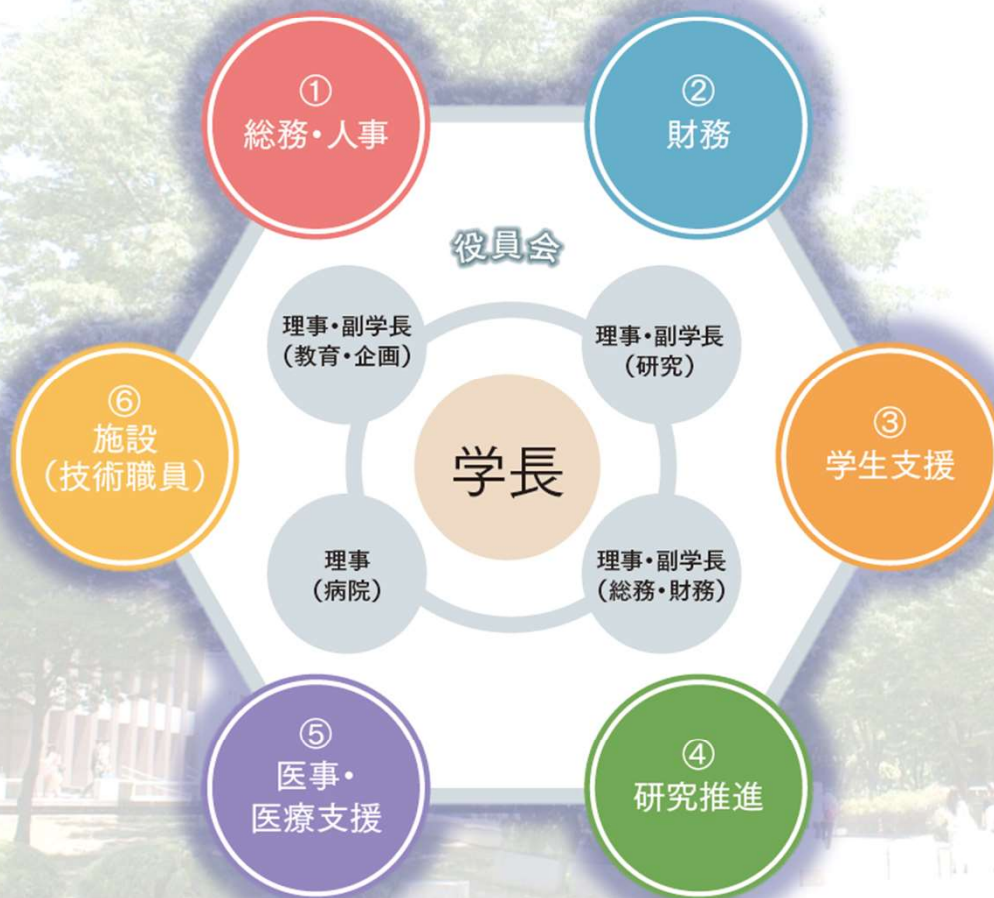 ①
総務・人事
②
財務
役員会
理事・副学長
（教育・企画）
理事・副学長
（研究）
⑥
施設
（技術職員）
学長
③
学生支援
理事
（病院）
理事・副学長
（総務・財務）
⑤
医事・
医療支援
④
研究推進